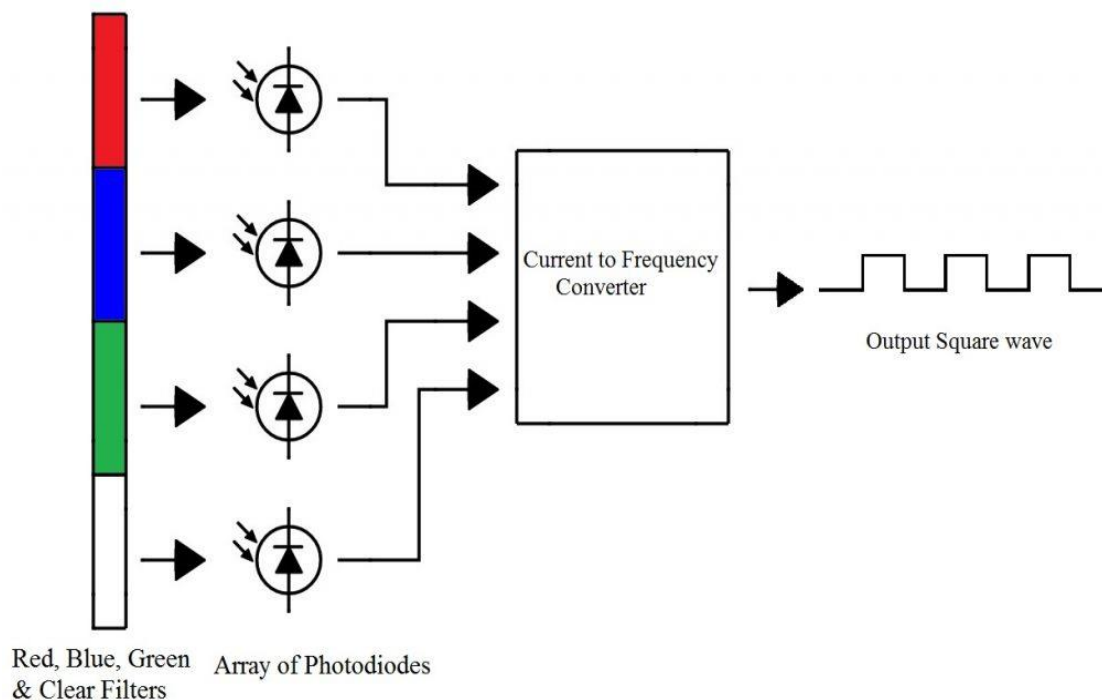 Current to Frequency
Converter
Output Square wave
Red, Blue, Green
& Clear Filters
Array of Photodiodes